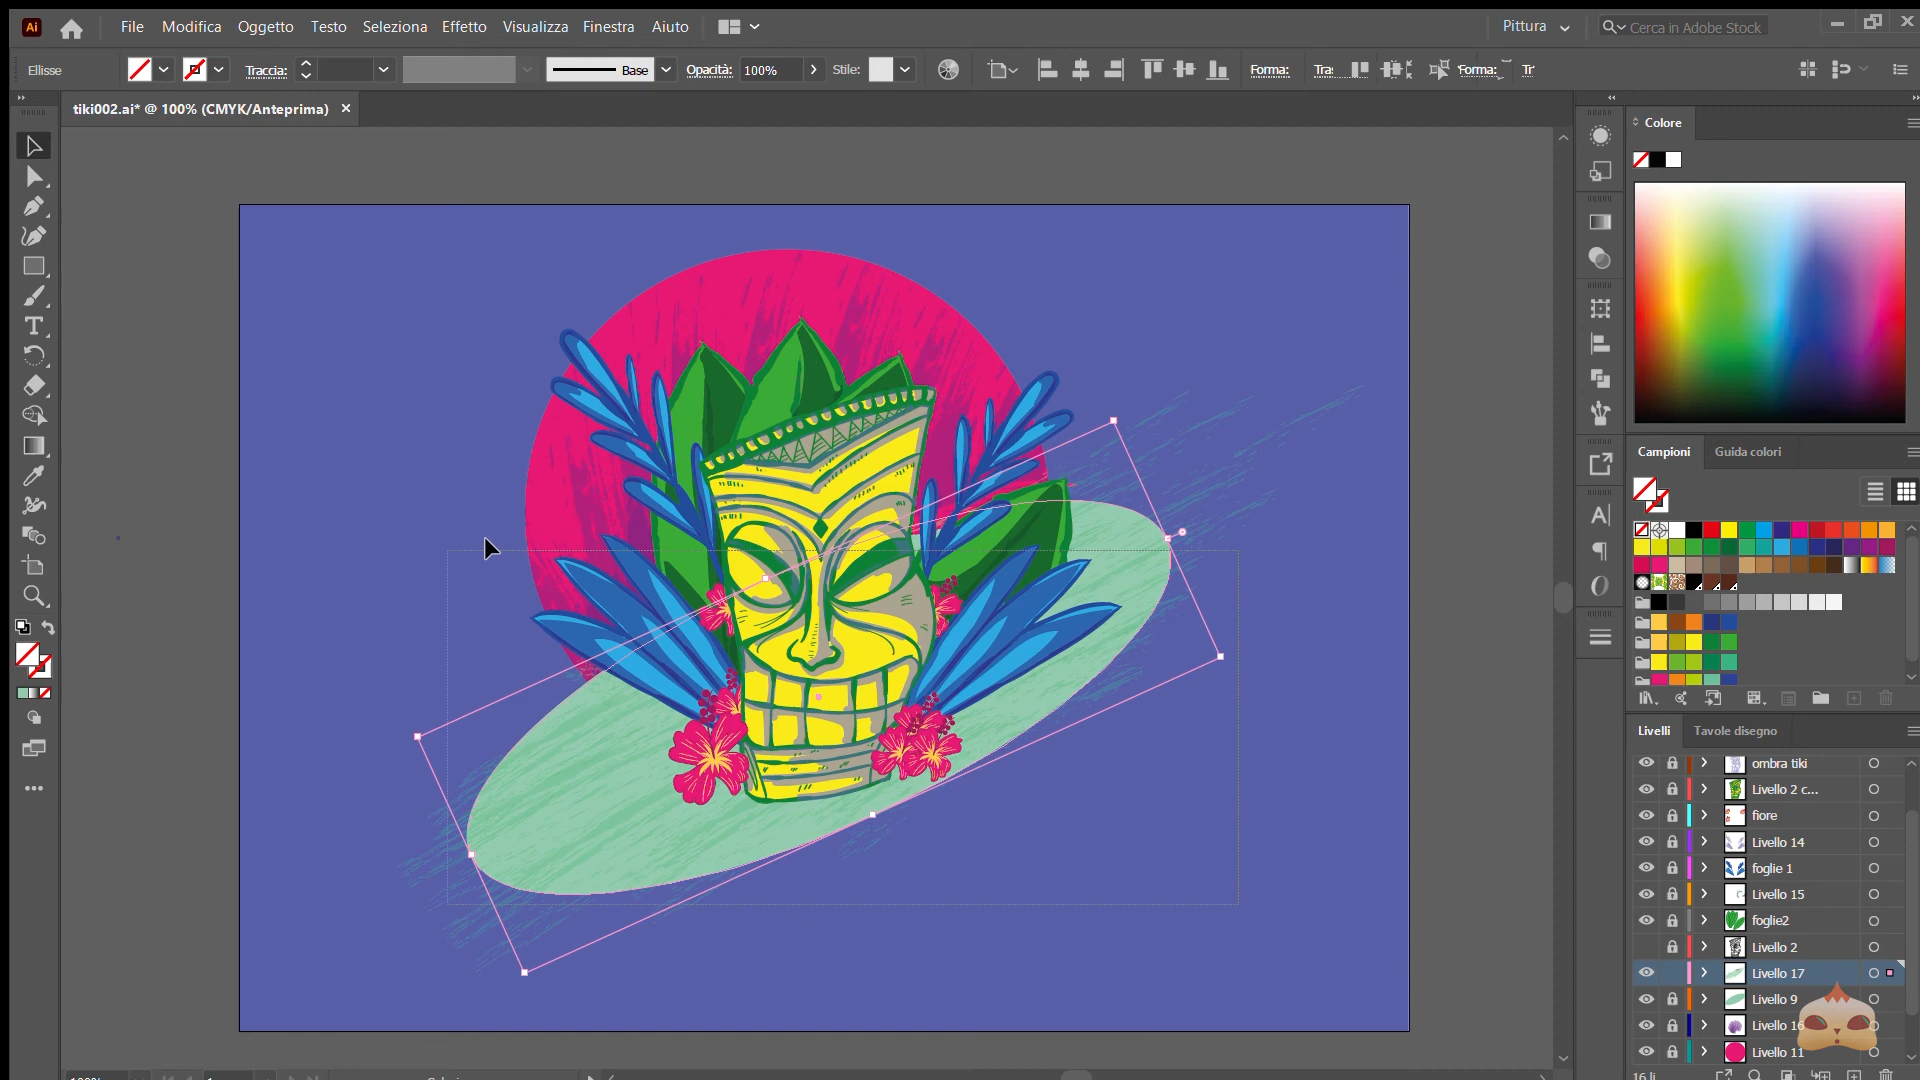 Ai File Modifica Oggetto Testo Seleziona Effetto Visualizza Finestra Aiuto Pittura Cerca in Adobe Stock
Ellisse Traccia: Base Opacità: 100% Stile: Forma: Tra: Forma: Tr
tiki002.ai* @ 100% (CMYK/Anteprima)
Colore
Campioni Guida colori
Livelli Tavole disegno
ombra tiki
Livello 2 c...
fiore
Livello 14
foglie 1
Livello 15
foglie2
Livello 2
Livello 17
Livello 9
Livello 16
Livello 11